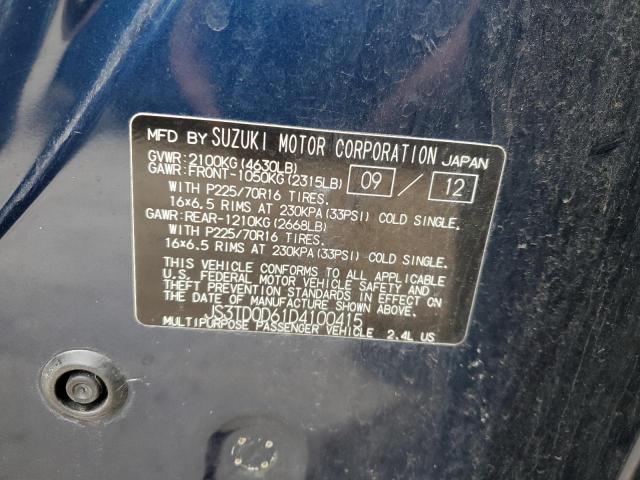 MFD BY SUZUKI MOTOR CORPORATION JAPAN
GVWR:2100KG(4630LB)
GAWR:FRONT-1050KG(2315LB) 09 / 12
WITH P225/70R16 TIRES.
16×6.5 RIMS AT 230KPA(33PSI) COLD SINGLE.
GAWR:REAR-1210KG(2668LB)
WITH P225/70R16 TIRES.
16×6.5 RIMS AT 230KPA(33PSI) COLD SINGLE.
THIS VEHICLE CONFORMS TO ALL APPLICABLE
U.S. FEDERAL MOTOR VEHICLE SAFETY AND
THEFT PREVENTION STANDARDS IN EFFECT ON
THE DATE OF MANUFACTURE SHOWN ABOVE.
JS3TD0D61D4100415
MULTIPURPOSE PASSENGER VEHICLE 2.4L US